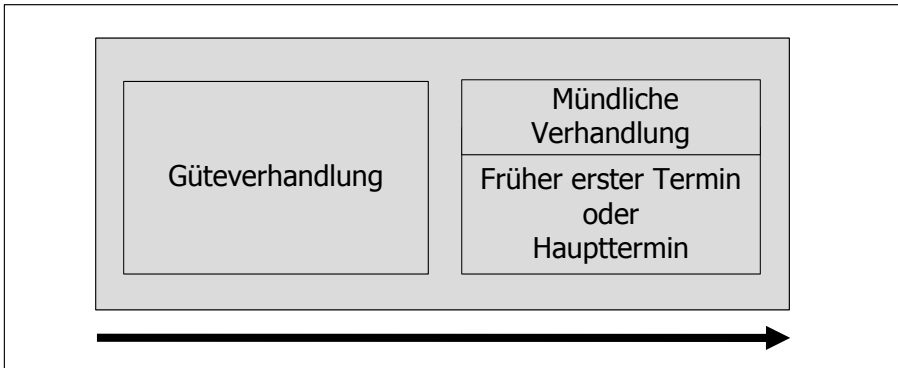 Güteverhandlung
Mündliche
Verhandlung
Früher erster Termin
oder
Haupttermin